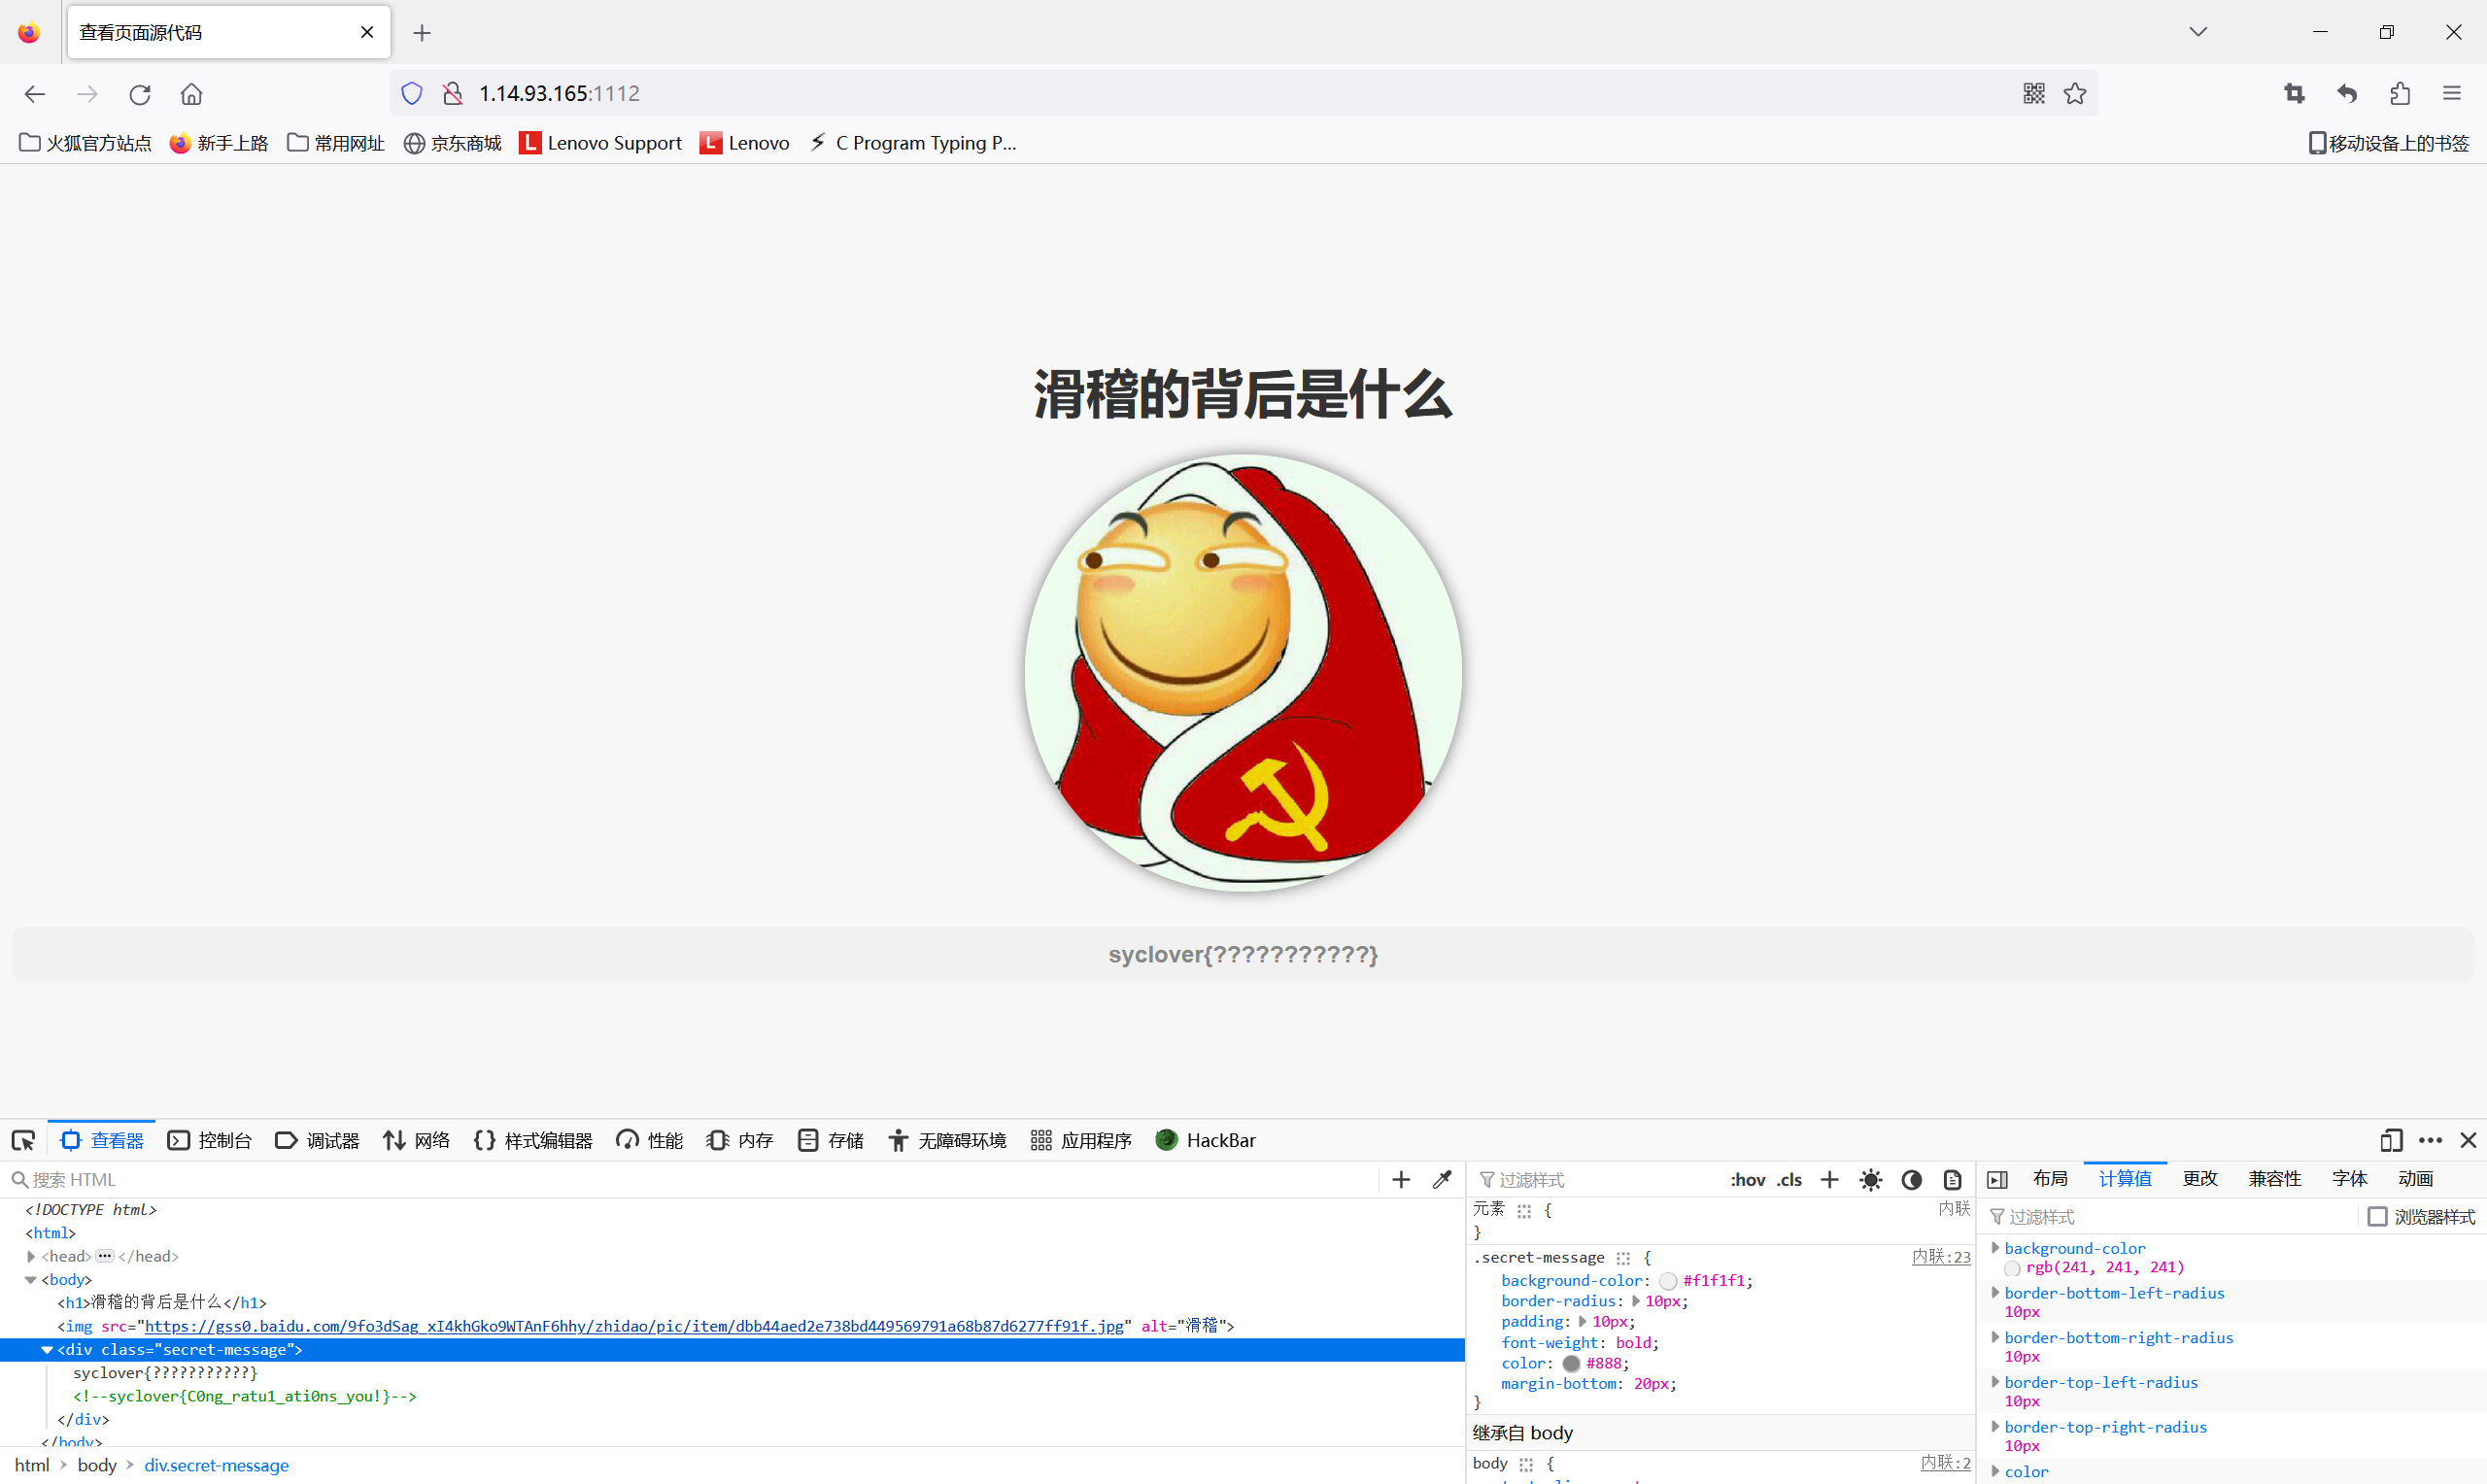 查看页面源代码
1.14.93.165:1112
火狐官方站点 新手上路 常用网址 京东商城 L Lenovo Support L Lenovo C Program Typing P... 移动设备上的书签
滑稽的背后是什么
syclover{???????????}
查看器 控制台 调试器 网络 {} 样式编辑器 性能 内存 存储 无障碍环境 应用程序 HackBar
搜索 HTML
<!DOCTYPE html>
<html>
<head> ••• </head>
<body>
<h1>滑稽的背后是什么</h1>
<img src="https://gss0.baidu.com/9fo3dSag_xI4khGko9WTAnF6hhy/zhidao/pic/item/dbb44aed2e738bd449569791a68b87d6277ff91f.jpg" alt="滑稽">
<div class="secret-message">
syclover{???????????}
<!--syclover{C0ng_ratu1_ati0ns_you!}-->
</div>
</body>
html > body > div.secret-message
过滤样式 :hov .cls
元素 { 内联
}
.secret-message { 内联:23
background-color: #f1f1f1;
border-radius: 10px;
padding: 10px;
font-weight: bold;
color: #888;
margin-bottom: 20px;
}
继承自 body
body { 内联:2
布局 计算值 更改 兼容性 字体 动画
过滤样式 浏览器样式
background-color
rgb(241, 241, 241)
border-bottom-left-radius
10px
border-bottom-right-radius
10px
border-top-left-radius
10px
border-top-right-radius
10px
color